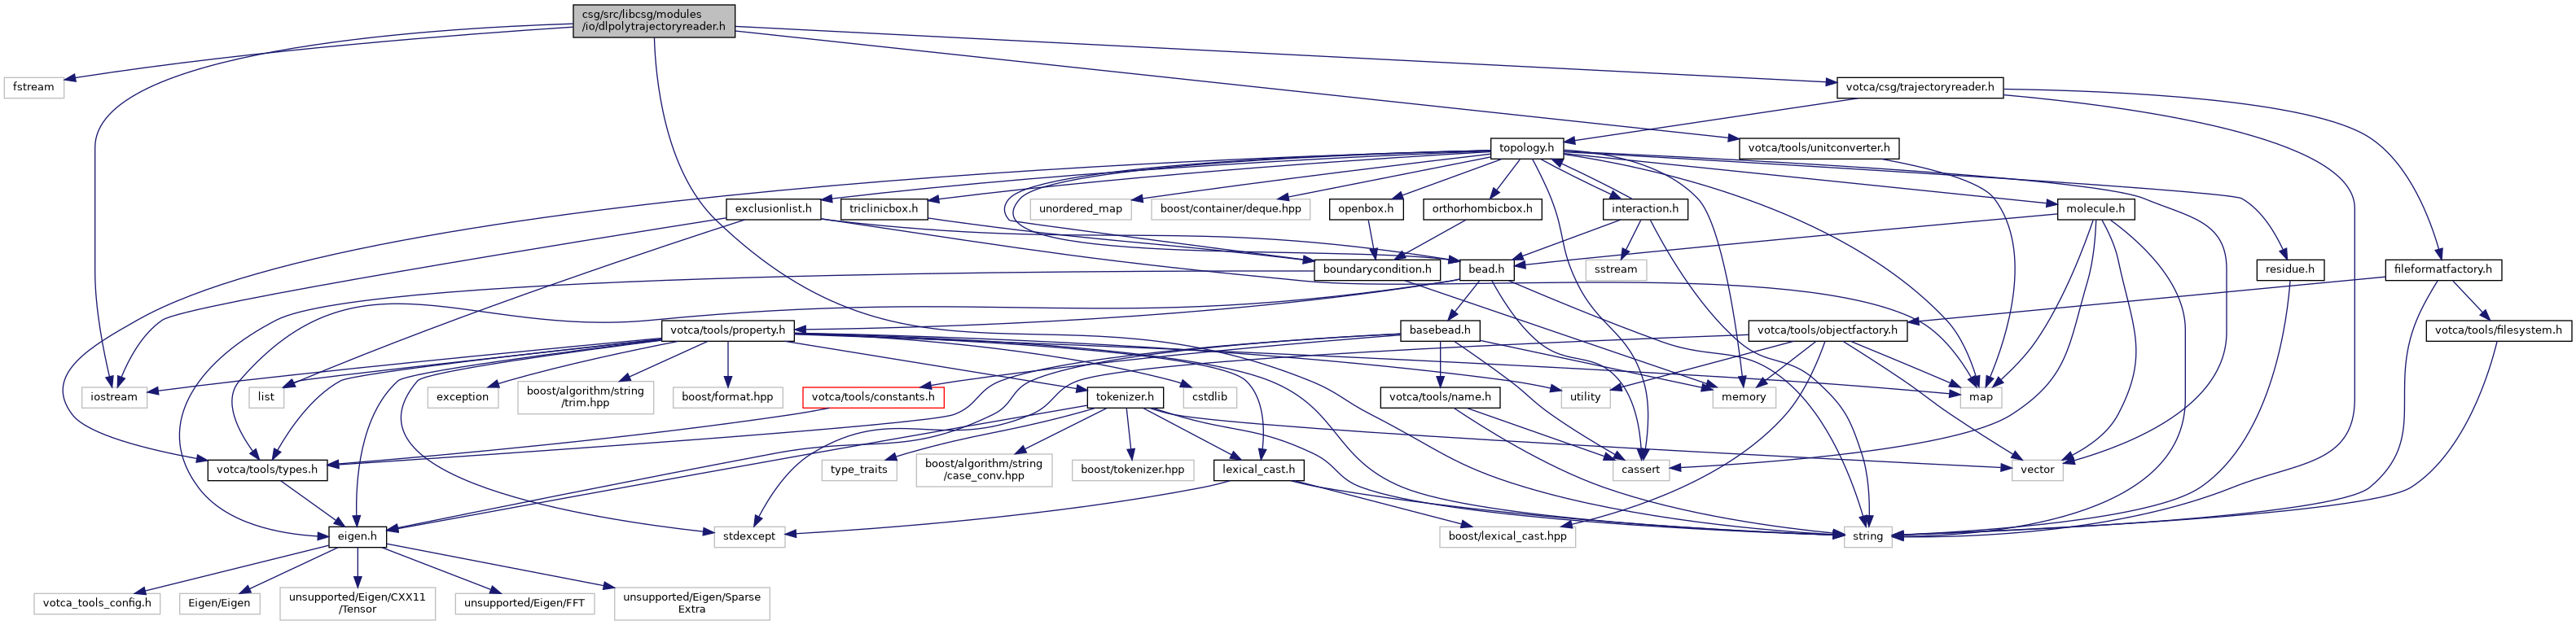 csg/src/libcsg/modules
/io/dlpolytrajectoryreader.h
fstream
votca/csg/trajectoryreader.h
topology.h
votca/tools/unitconverter.h
exclusionlist.h
triclinicbox.h
unordered_map
boost/container/deque.hpp
openbox.h
orthorhombicbox.h
interaction.h
molecule.h
boundarycondition.h
bead.h
sstream
residue.h
fileformatfactory.h
votca/tools/property.h
basebead.h
votca/tools/objectfactory.h
votca/tools/filesystem.h
iostream
list
exception
boost/algorithm/string
/trim.hpp
boost/format.hpp
votca/tools/constants.h
tokenizer.h
cstdlib
votca/tools/name.h
utility
memory
map
votca/tools/types.h
type_traits
boost/algorithm/string
/case_conv.hpp
boost/tokenizer.hpp
lexical_cast.h
cassert
vector
eigen.h
stdexcept
boost/lexical_cast.hpp
string
votca_tools_config.h
Eigen/Eigen
unsupported/Eigen/CXX11
/Tensor
unsupported/Eigen/FFT
unsupported/Eigen/Sparse
Extra